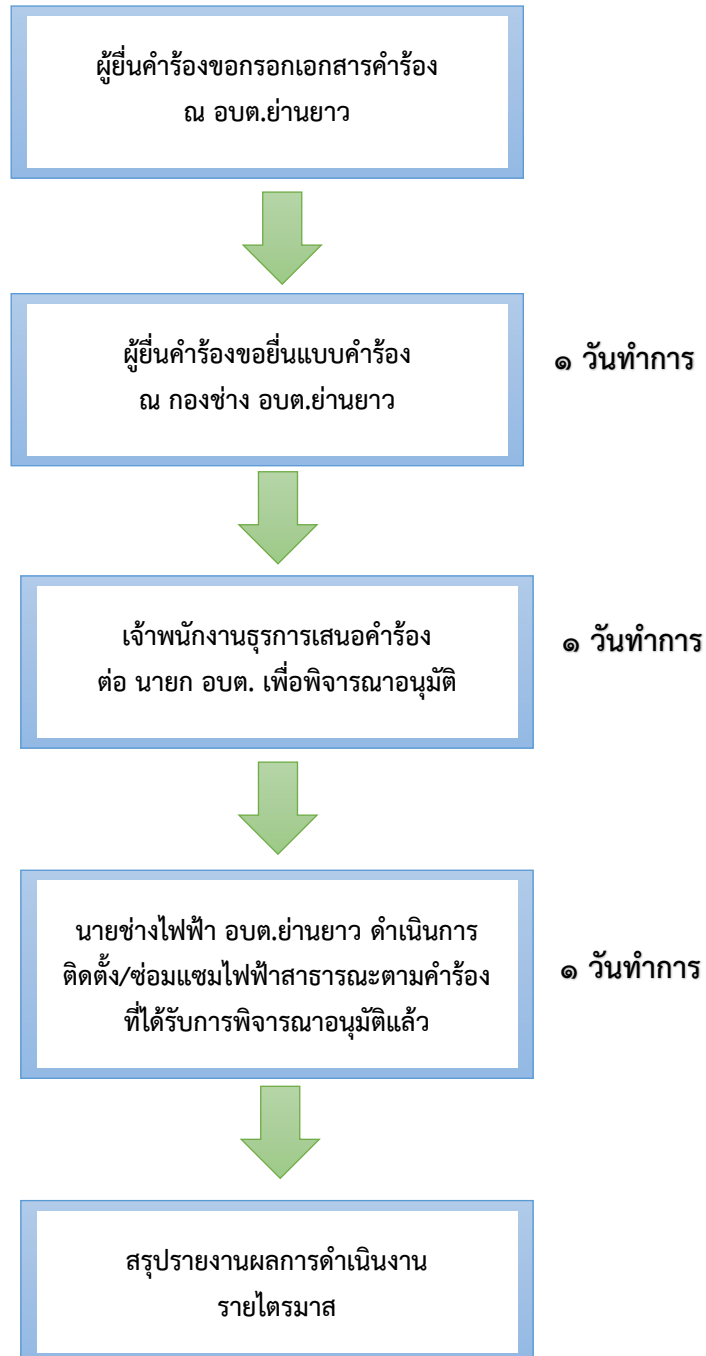 ผู้ยื่นคำร้องขอกรอกเอกสารคำร้อง
ณ อบต.ย่านยาว
ผู้ยื่นคำร้องขอยื่นแบบคำร้อง
ณ กองช่าง อบต.ย่านยาว
๑ วันทำการ
เจ้าพนักงานธุรการเสนอคำร้อง
ต่อ นายก อบต. เพื่อพิจารณาอนุมัติ
๑ วันทำการ
นายช่างไฟฟ้า อบต.ย่านยาว ดำเนินการ
ติดตั้ง/ซ่อมแซมไฟฟ้าสาธารณะตามคำร้อง
ที่ได้รับการพิจารณาอนุมัติแล้ว
๑ วันทำการ
สรุปรายงานผลการดำเนินงาน
รายไตรมาส